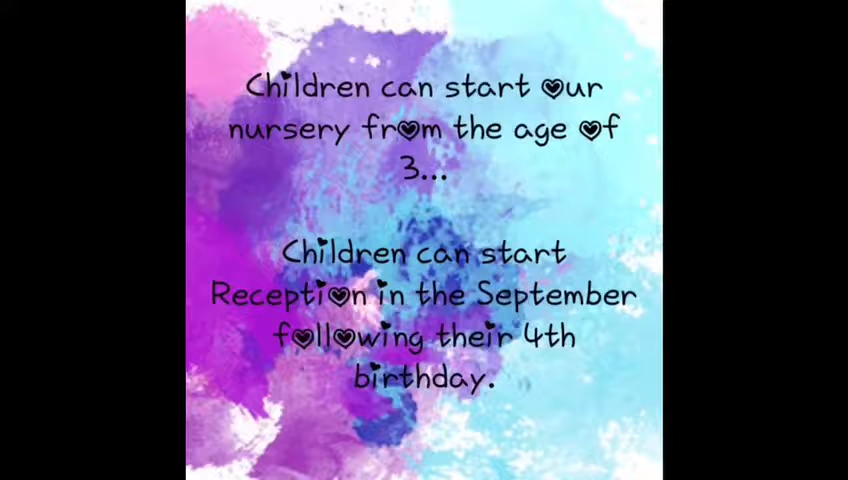 Children can start our
nursery from the age of
3...
Children can start
Reception in the September
following their 4th
birthday.